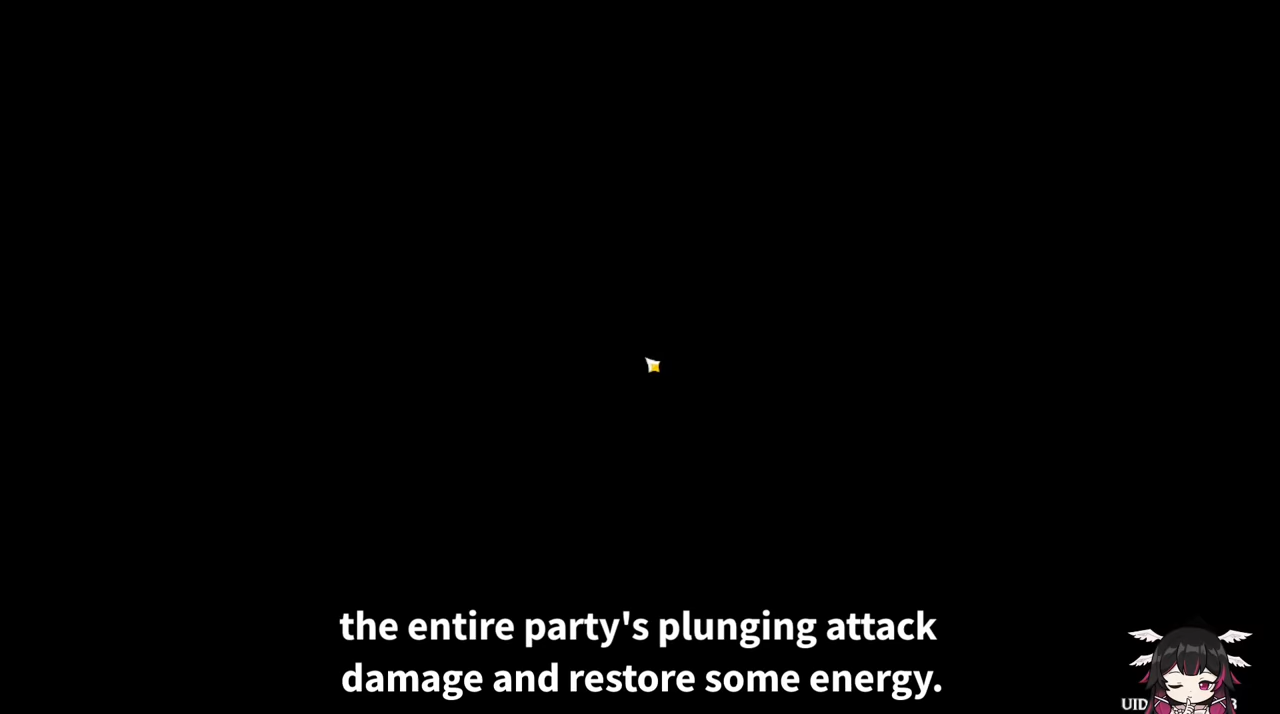 the entire party's plunging attack
damage and restore some energy.
UID